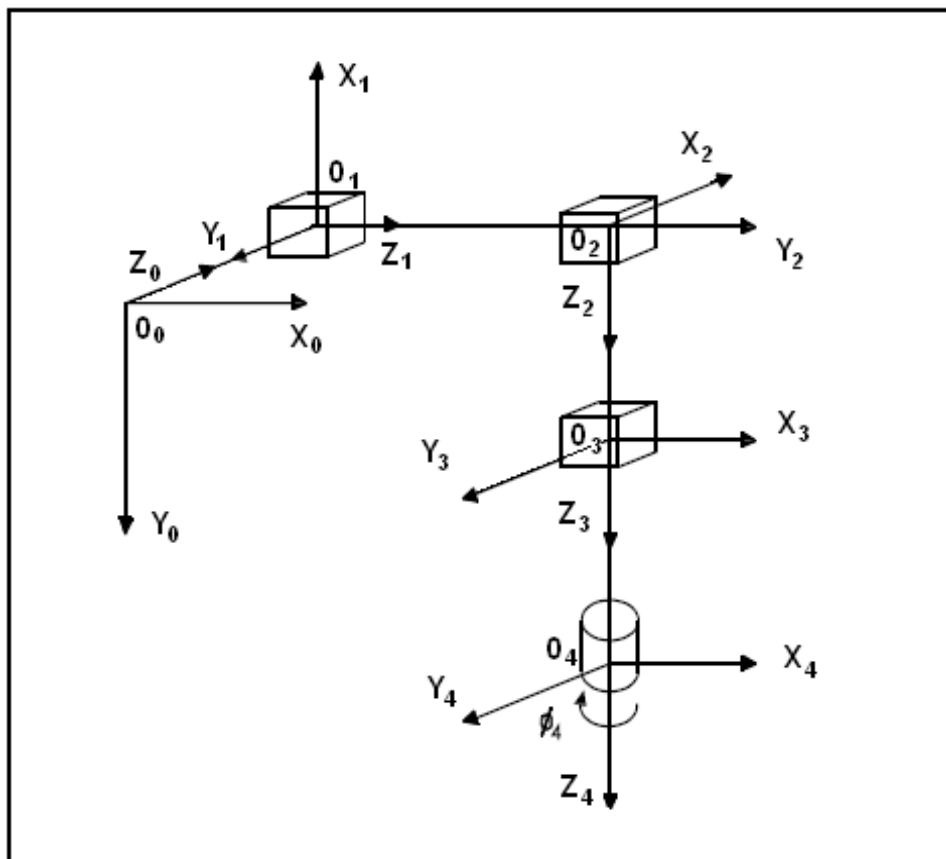 X₁
0₁
X₂
Y₁
Z₁
0₂
Y₂
Z₀
0₀
X₀
Z₂
X₃
0₃
Y₃
Z₃
Y₀
0₄
X₄
Y₄
ϕ₄
Z₄